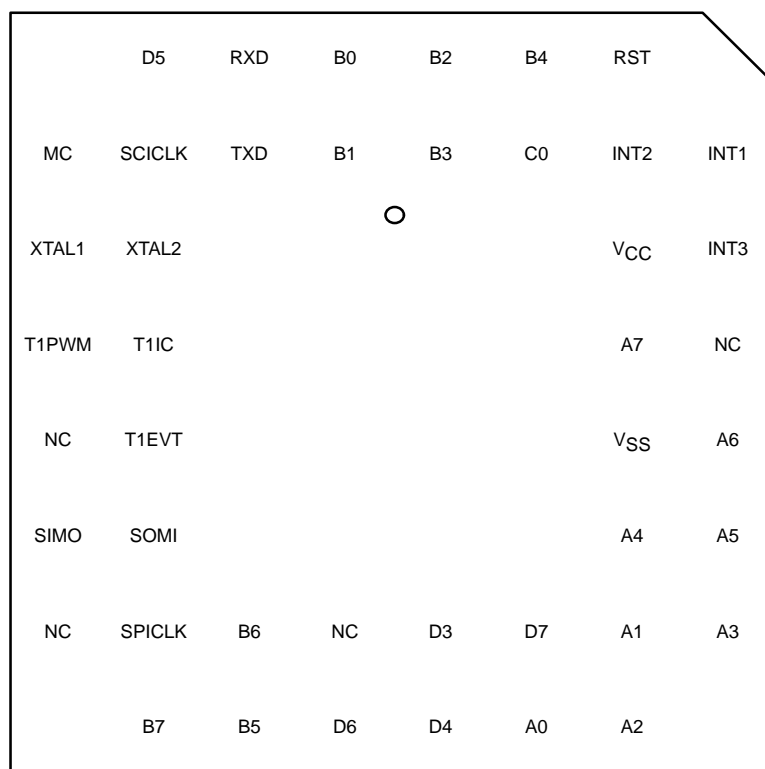 D5 RXD B0 B2 B4 RST
MC SCICLK TXD B1 B3 C0 INT2 INT1
XTAL1 XTAL2 VCC INT3
T1PWM T1IC A7 NC
NC T1EVT VSS A6
SIMO SOMI A4 A5
NC SPICLK B6 NC D3 D7 A1 A3
B7 B5 D6 D4 A0 A2